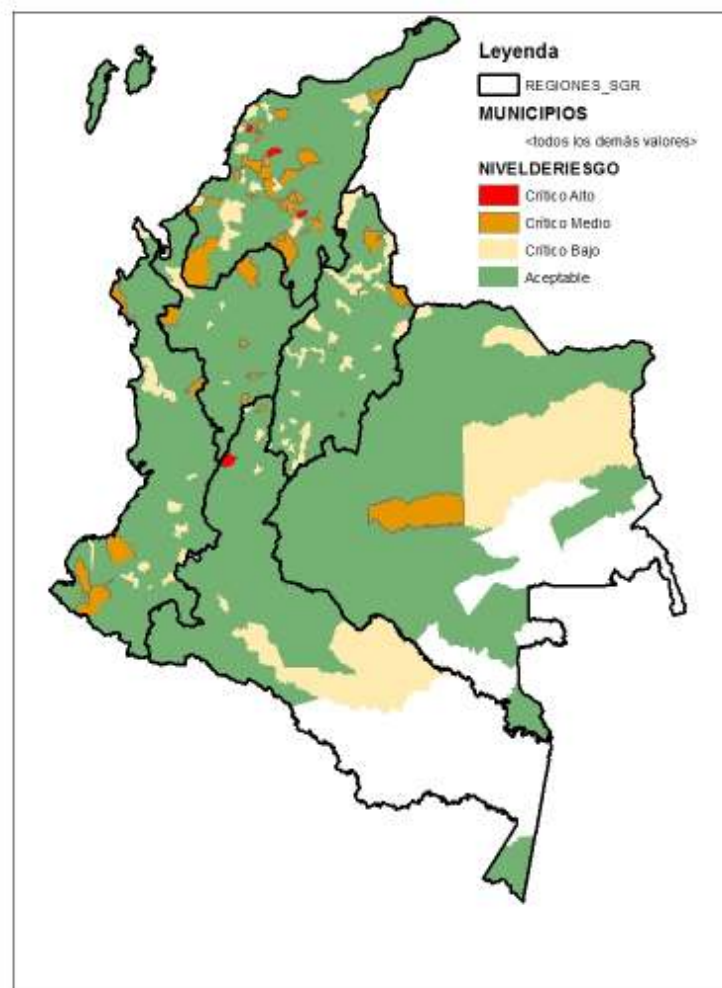 Leyenda
REGIONES_SGR
MUNICIPIOS
<todos los demás valores>
NIVELDERIESGO
Crítico Alto
Crítico Medio
Crítico Bajo
Aceptable